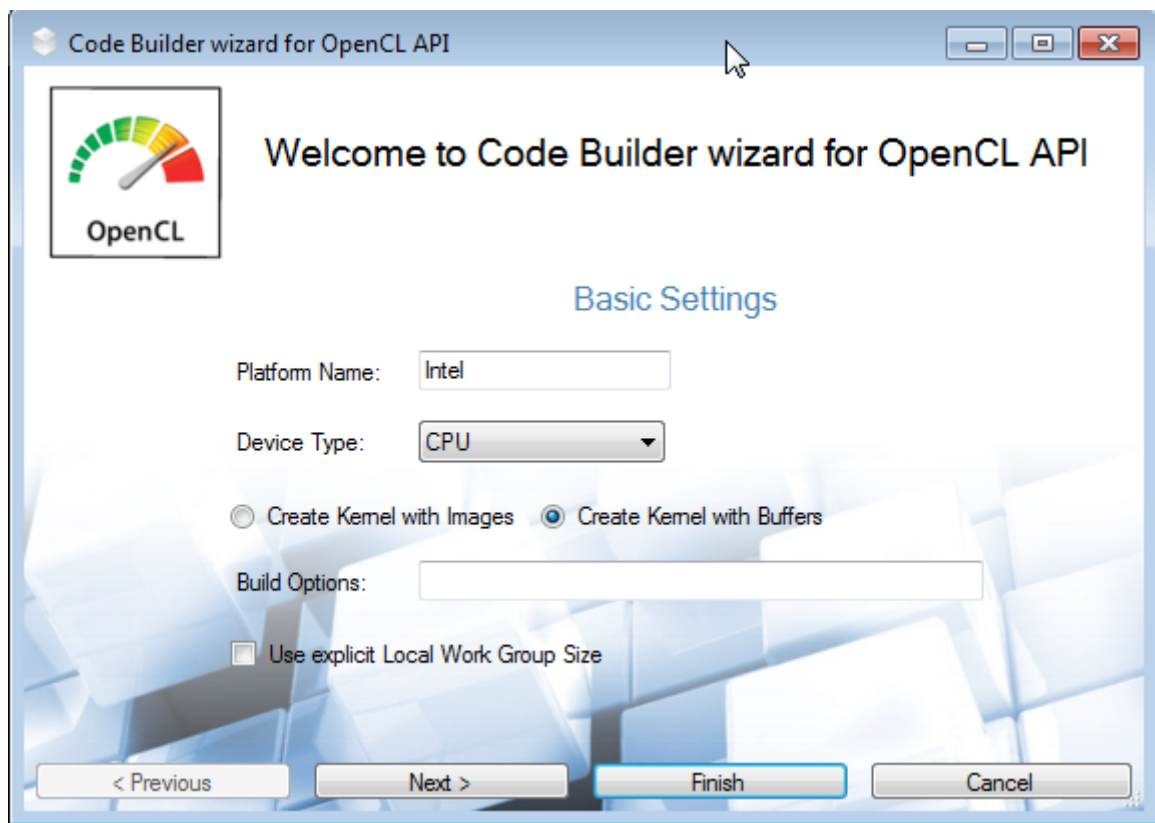 Code Builder wizard for OpenCL API
OpenCL
Welcome to Code Builder wizard for OpenCL API
Basic Settings
Platform Name: Intel
Device Type: CPU
Create Kernel with Images Create Kernel with Buffers
Build Options:
Use explicit Local Work Group Size
< Previous Next > Finish Cancel